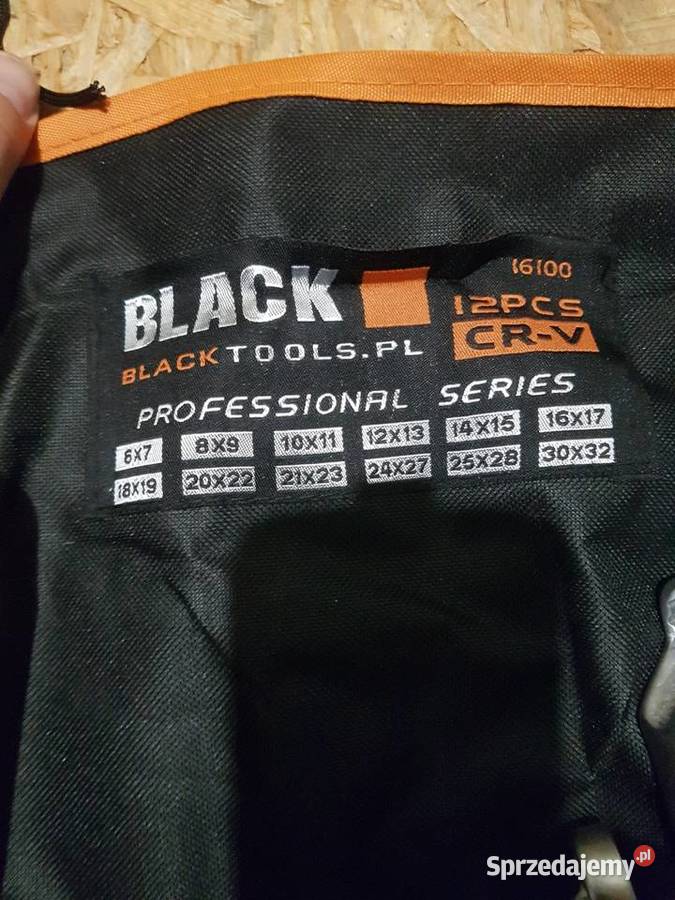 16100
BLACK
12PCS
BLACKTOOLS.PL
CR-V
PROFESSIONAL SERIES
6X7 8X9 10X11 12X13 14X15 16X17
18X19 20X22 21X23 24X27 25X28 30X32
Sprzedajemy.pl